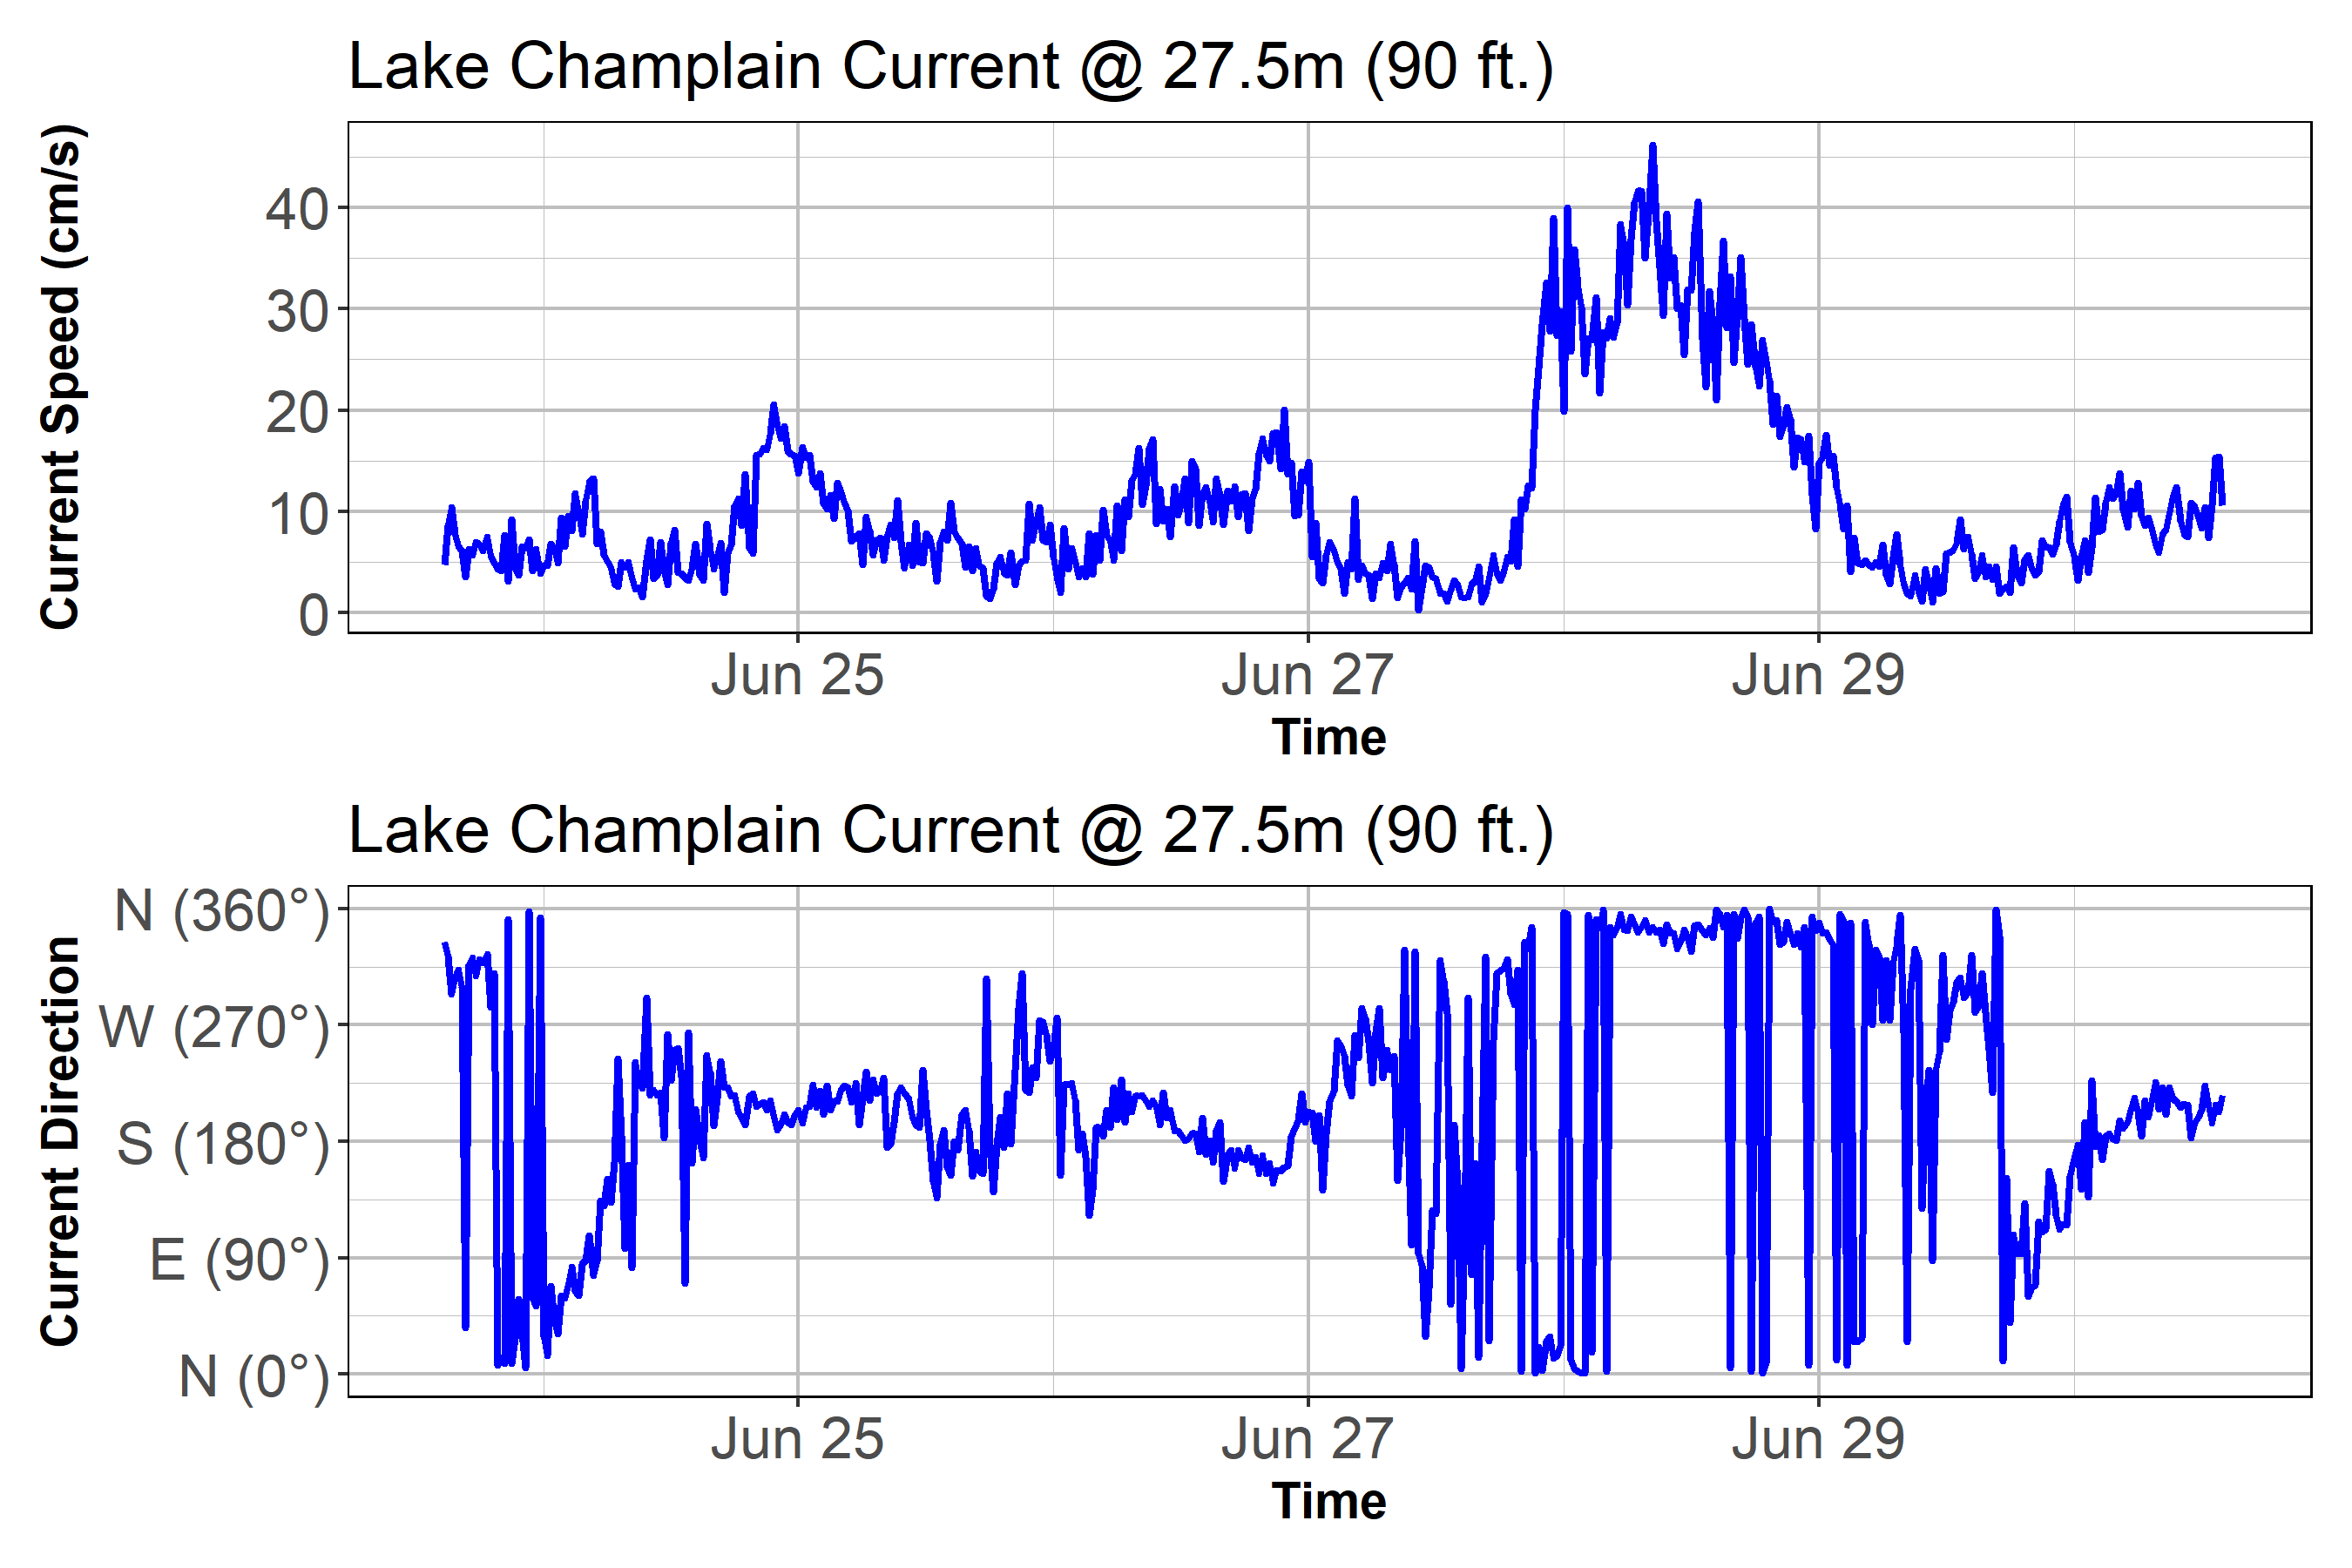 Lake Champlain Current @ 27.5m (90 ft.)
Current Speed (cm/s)
40
30
20
10
0
Jun 25
Jun 27
Jun 29
Time
Lake Champlain Current @ 27.5m (90 ft.)
Current Direction
N (360°)
W (270°)
S (180°)
E (90°)
N (0°)
Jun 25
Jun 27
Jun 29
Time